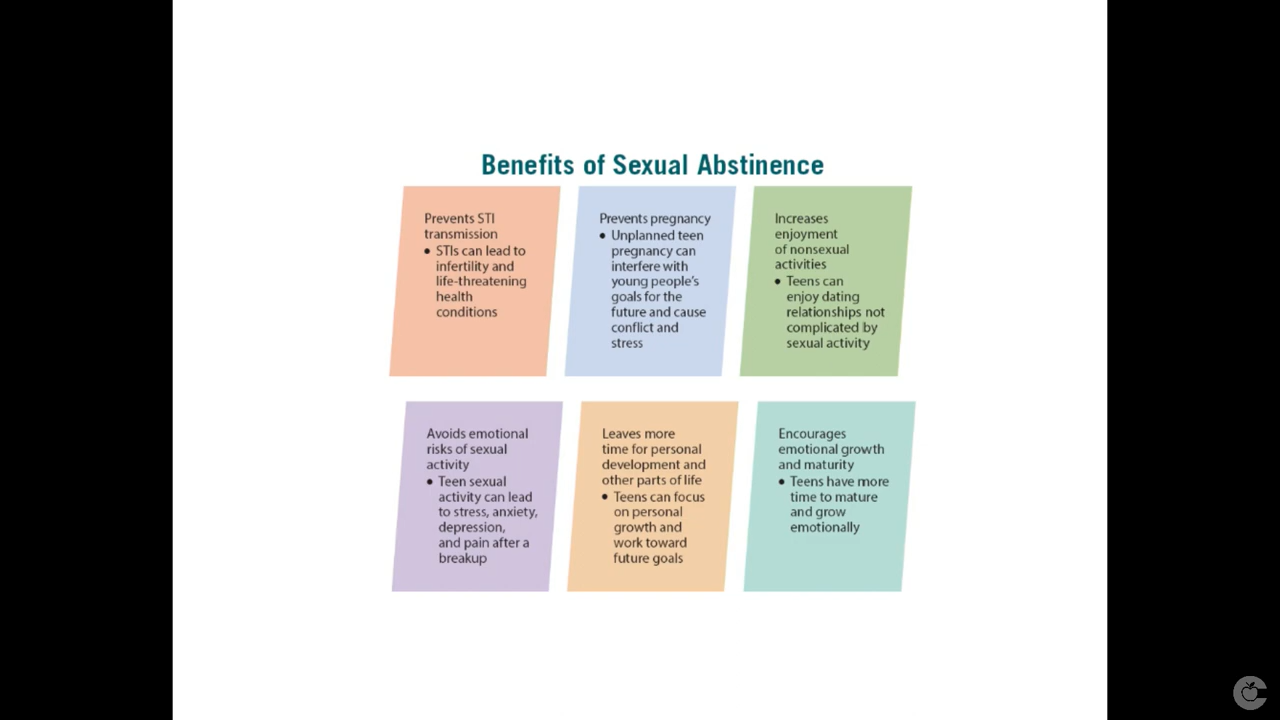 Benefits of Sexual Abstinence
Prevents STI
transmission
• STIs can lead to
infertility and
life-threatening
health
conditions
Prevents pregnancy
• Unplanned teen
pregnancy can
interfere with
young people's
goals for the
future and cause
conflict and
stress
Increases
enjoyment
of nonsexual
activities
• Teens can
enjoy dating
relationships not
complicated by
sexual activity
Avoids emotional
risks of sexual
activity
• Teen sexual
activity can lead
to stress, anxiety,
depression,
and pain after a
breakup
Leaves more
time for personal
development and
other parts of life
• Teens can focus
on personal
growth and
work toward
future goals
Encourages
emotional growth
and maturity
• Teens have more
time to mature
and grow
emotionally